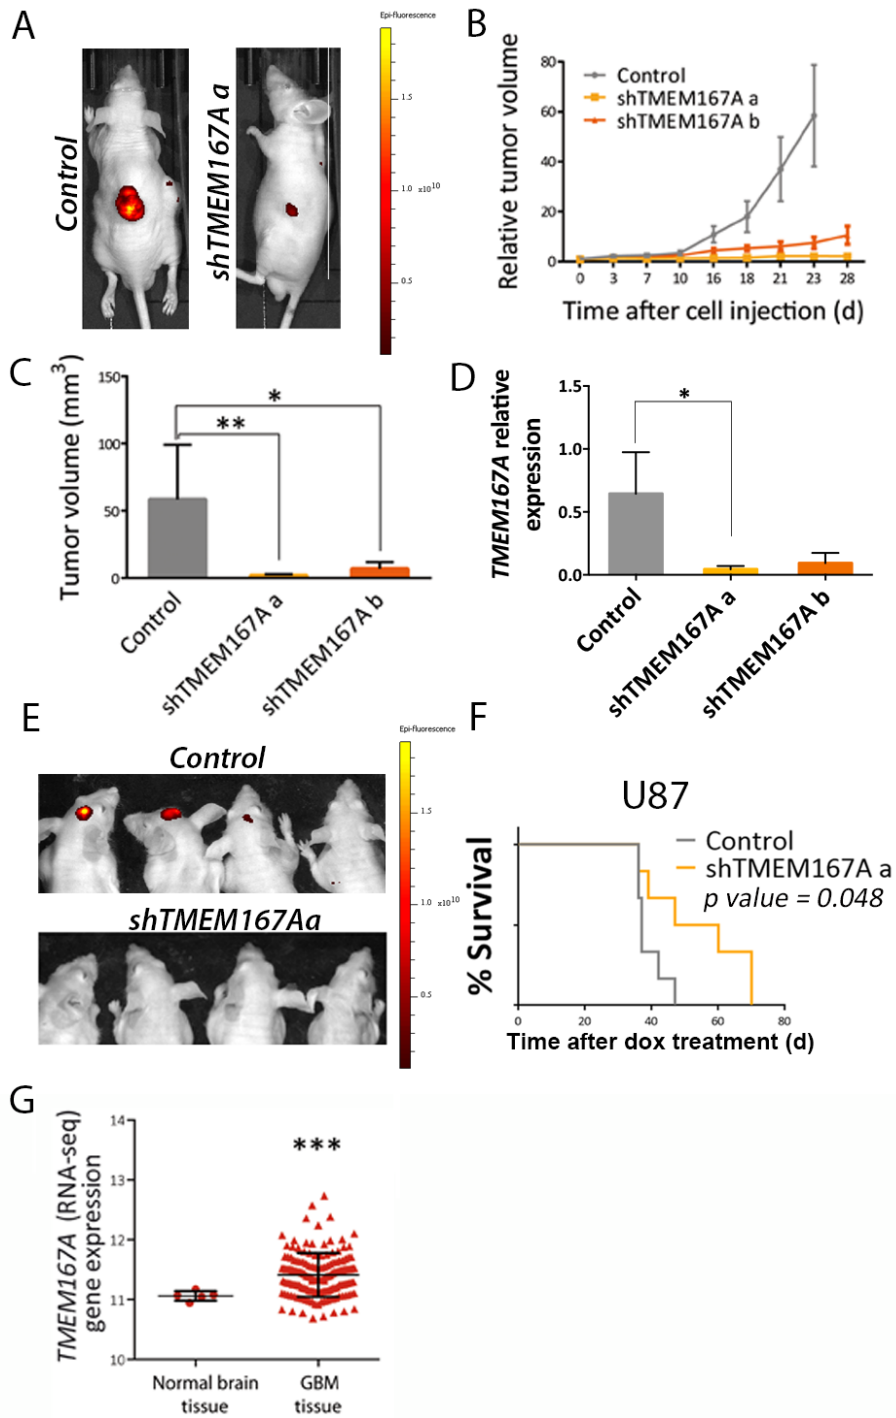 A
Epi-fluorescence
Control
shTMEM167A a
1.5
1.0 x10^10
0.5
B
Relative tumor volume
80
60
40
20
0
Control
shTMEM167A a
shTMEM167A b
0 3 7 10 16 18 21 23 28
Time after cell injection (d)
C
Tumor volume (mm³)
150
100
50
0
*
**
Control
shTMEM167A a
shTMEM167A b
D
TMEM167A relative
expression
1.5
1.0
0.5
0.0
*
Control
shTMEM167A a
shTMEM167A b
E
Control
shTMEM167Aa
Epi-fluorescence
1.5
1.0 x10^10
0.5
F
U87
% Survival
Control
shTMEM167A a
p value = 0.048
0 20 40 60 80
Time after dox treatment (d)
G
TMEM167A (RNA-seq)
gene expression
14
13
12
11
10
***
Normal brain
tissue
GBM
tissue